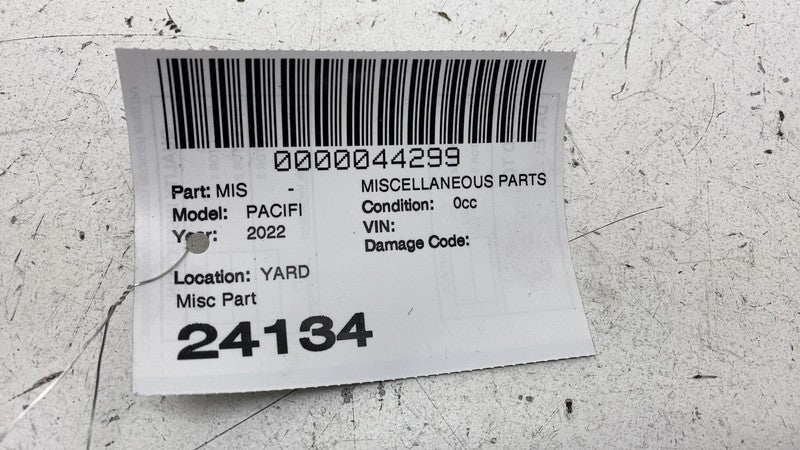 0000044299
Part: MIS - MISCELLANEOUS PARTS
Model: PACIFI Condition: 0cc
Year: 2022 VIN:
Damage Code:
Location: YARD
Misc Part
24134